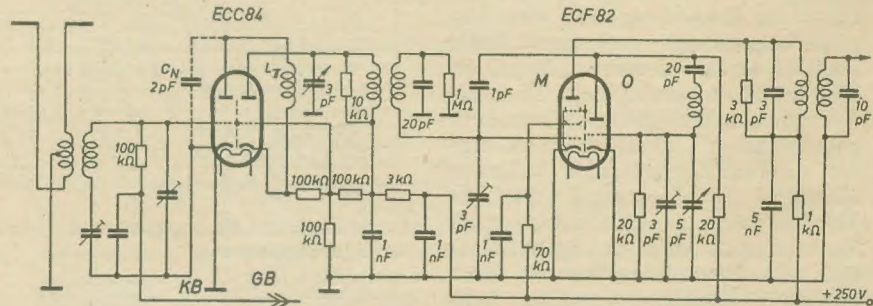 ECC84
ECF82
C_N
2pF
L_T
3
pF
10
kΩ
20pF
1
MΩ
1pF
M
O
20
pF
3
kΩ
3
pF
10
pF
100
kΩ
100kΩ
100kΩ
3kΩ
100
kΩ
1
nF
1
nF
3
pF
1
nF
70
kΩ
20
kΩ
3
pF
5
pF
20
kΩ
5
nF
1
kΩ
KB
GB
+250V